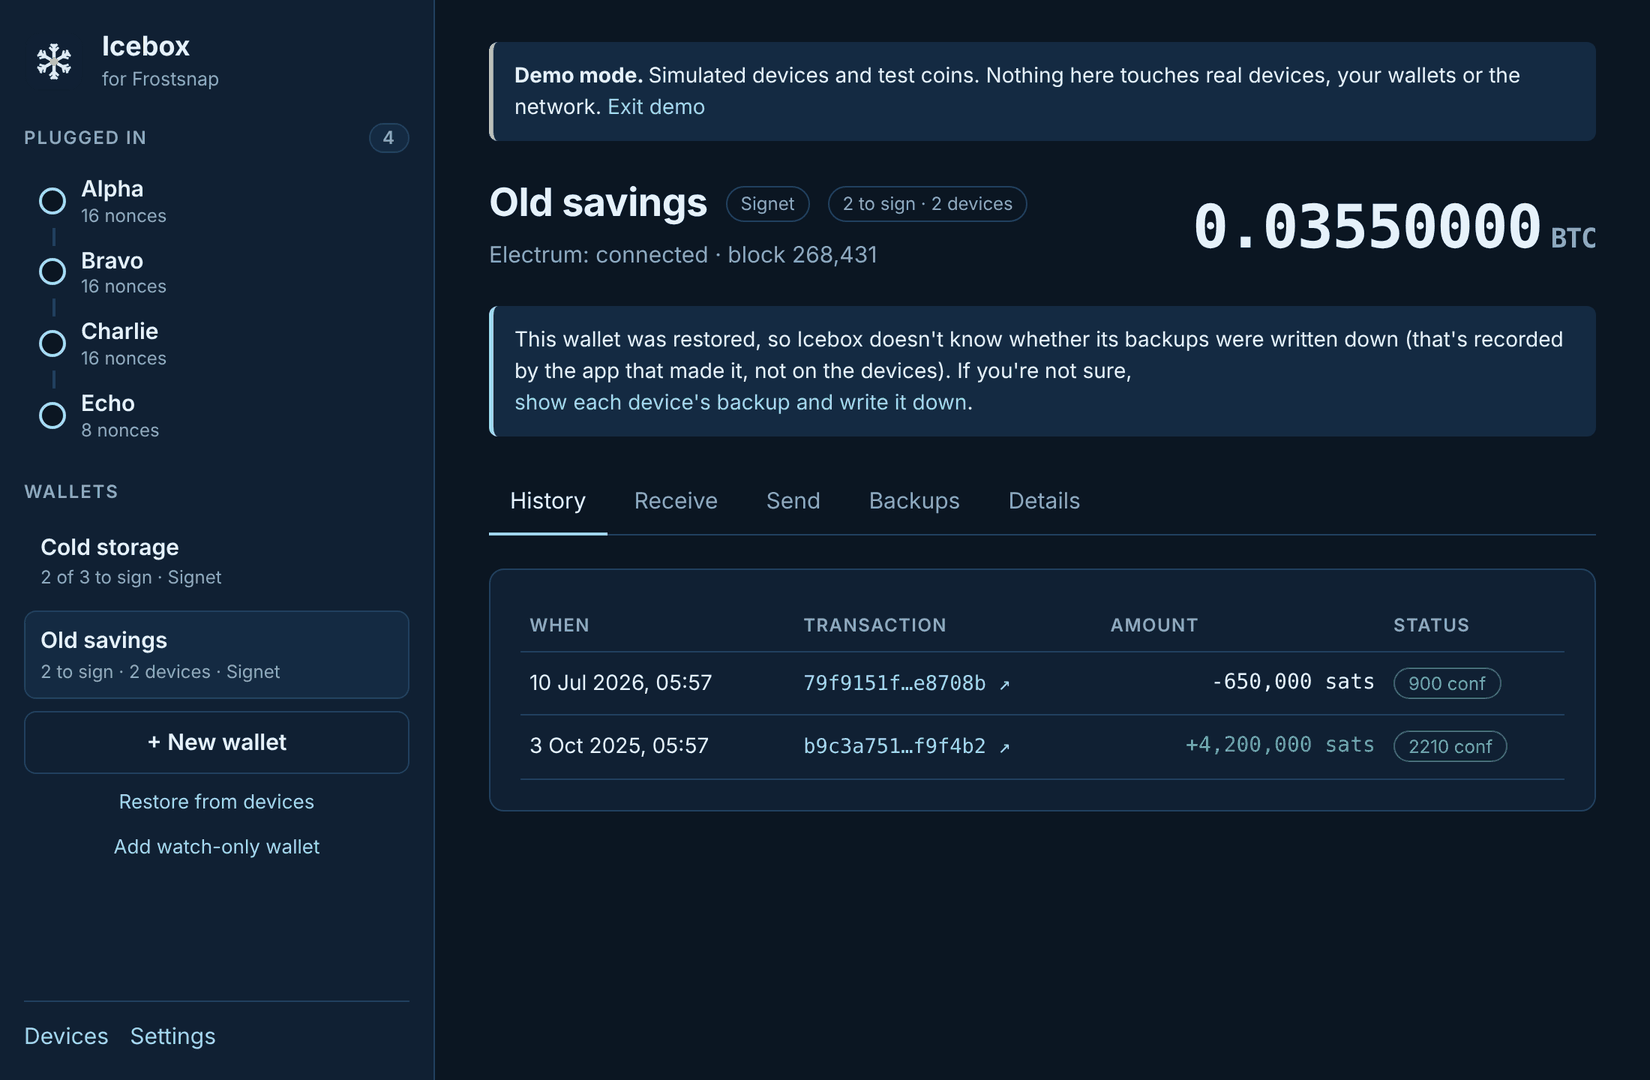 Icebox
for Frostsnap
PLUGGED IN 4
Alpha
16 nonces
Bravo
16 nonces
Charlie
16 nonces
Echo
8 nonces
WALLETS
Cold storage
2 of 3 to sign · Signet
Old savings
2 to sign · 2 devices · Signet
+ New wallet
Restore from devices
Add watch-only wallet
Devices Settings
Demo mode. Simulated devices and test coins. Nothing here touches real devices, your wallets or the
network. Exit demo
Old savings Signet 2 to sign · 2 devices
0.03550000 BTC
Electrum: connected · block 268,431
This wallet was restored, so Icebox doesn't know whether its backups were written down (that's recorded
by the app that made it, not on the devices). If you're not sure,
show each device's backup and write it down.
History Receive Send Backups Details
WHEN TRANSACTION AMOUNT STATUS
10 Jul 2026, 05:57 79f9151f…e8708b ↗ -650,000 sats 900 conf
3 Oct 2025, 05:57 b9c3a751…f9f4b2 ↗ +4,200,000 sats 2210 conf